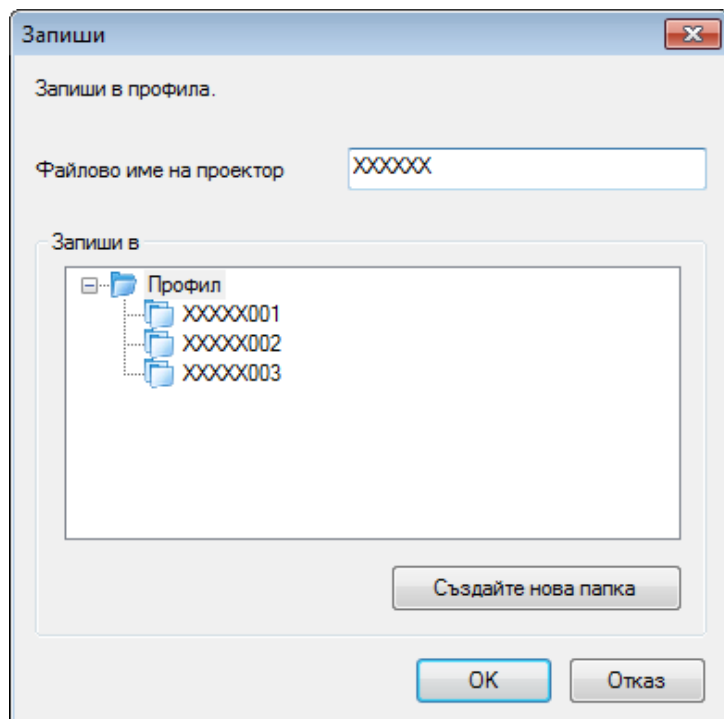 Запиши
Запиши в профила.
Файлово име на проектор XXXXXX
Запиши в
Профил
XXXXX001
XXXXX002
XXXXX003
Създайте нова папка
OK Отказ